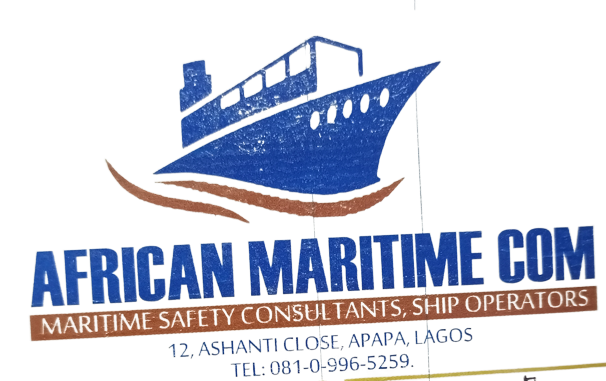 AFRICAN MARITIME COM
MARITIME SAFETY CONSULTANTS, SHIP OPERATORS
12, ASHANTI CLOSE, APAPA, LAGOS
TEL: 081-0-996-5259.